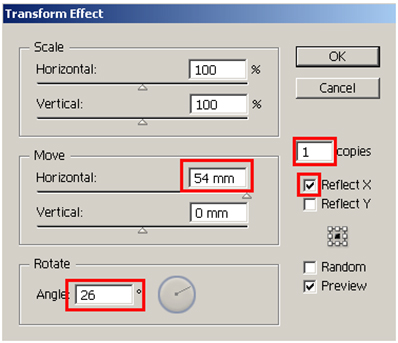 Transform Effect
Scale
Horizontal: 100 %
Vertical: 100 %
Move
Horizontal: 54 mm
Vertical: 0 mm
Rotate
Angle: 26 °
OK
Cancel
1 copies
Reflect X
Reflect Y
Random
Preview